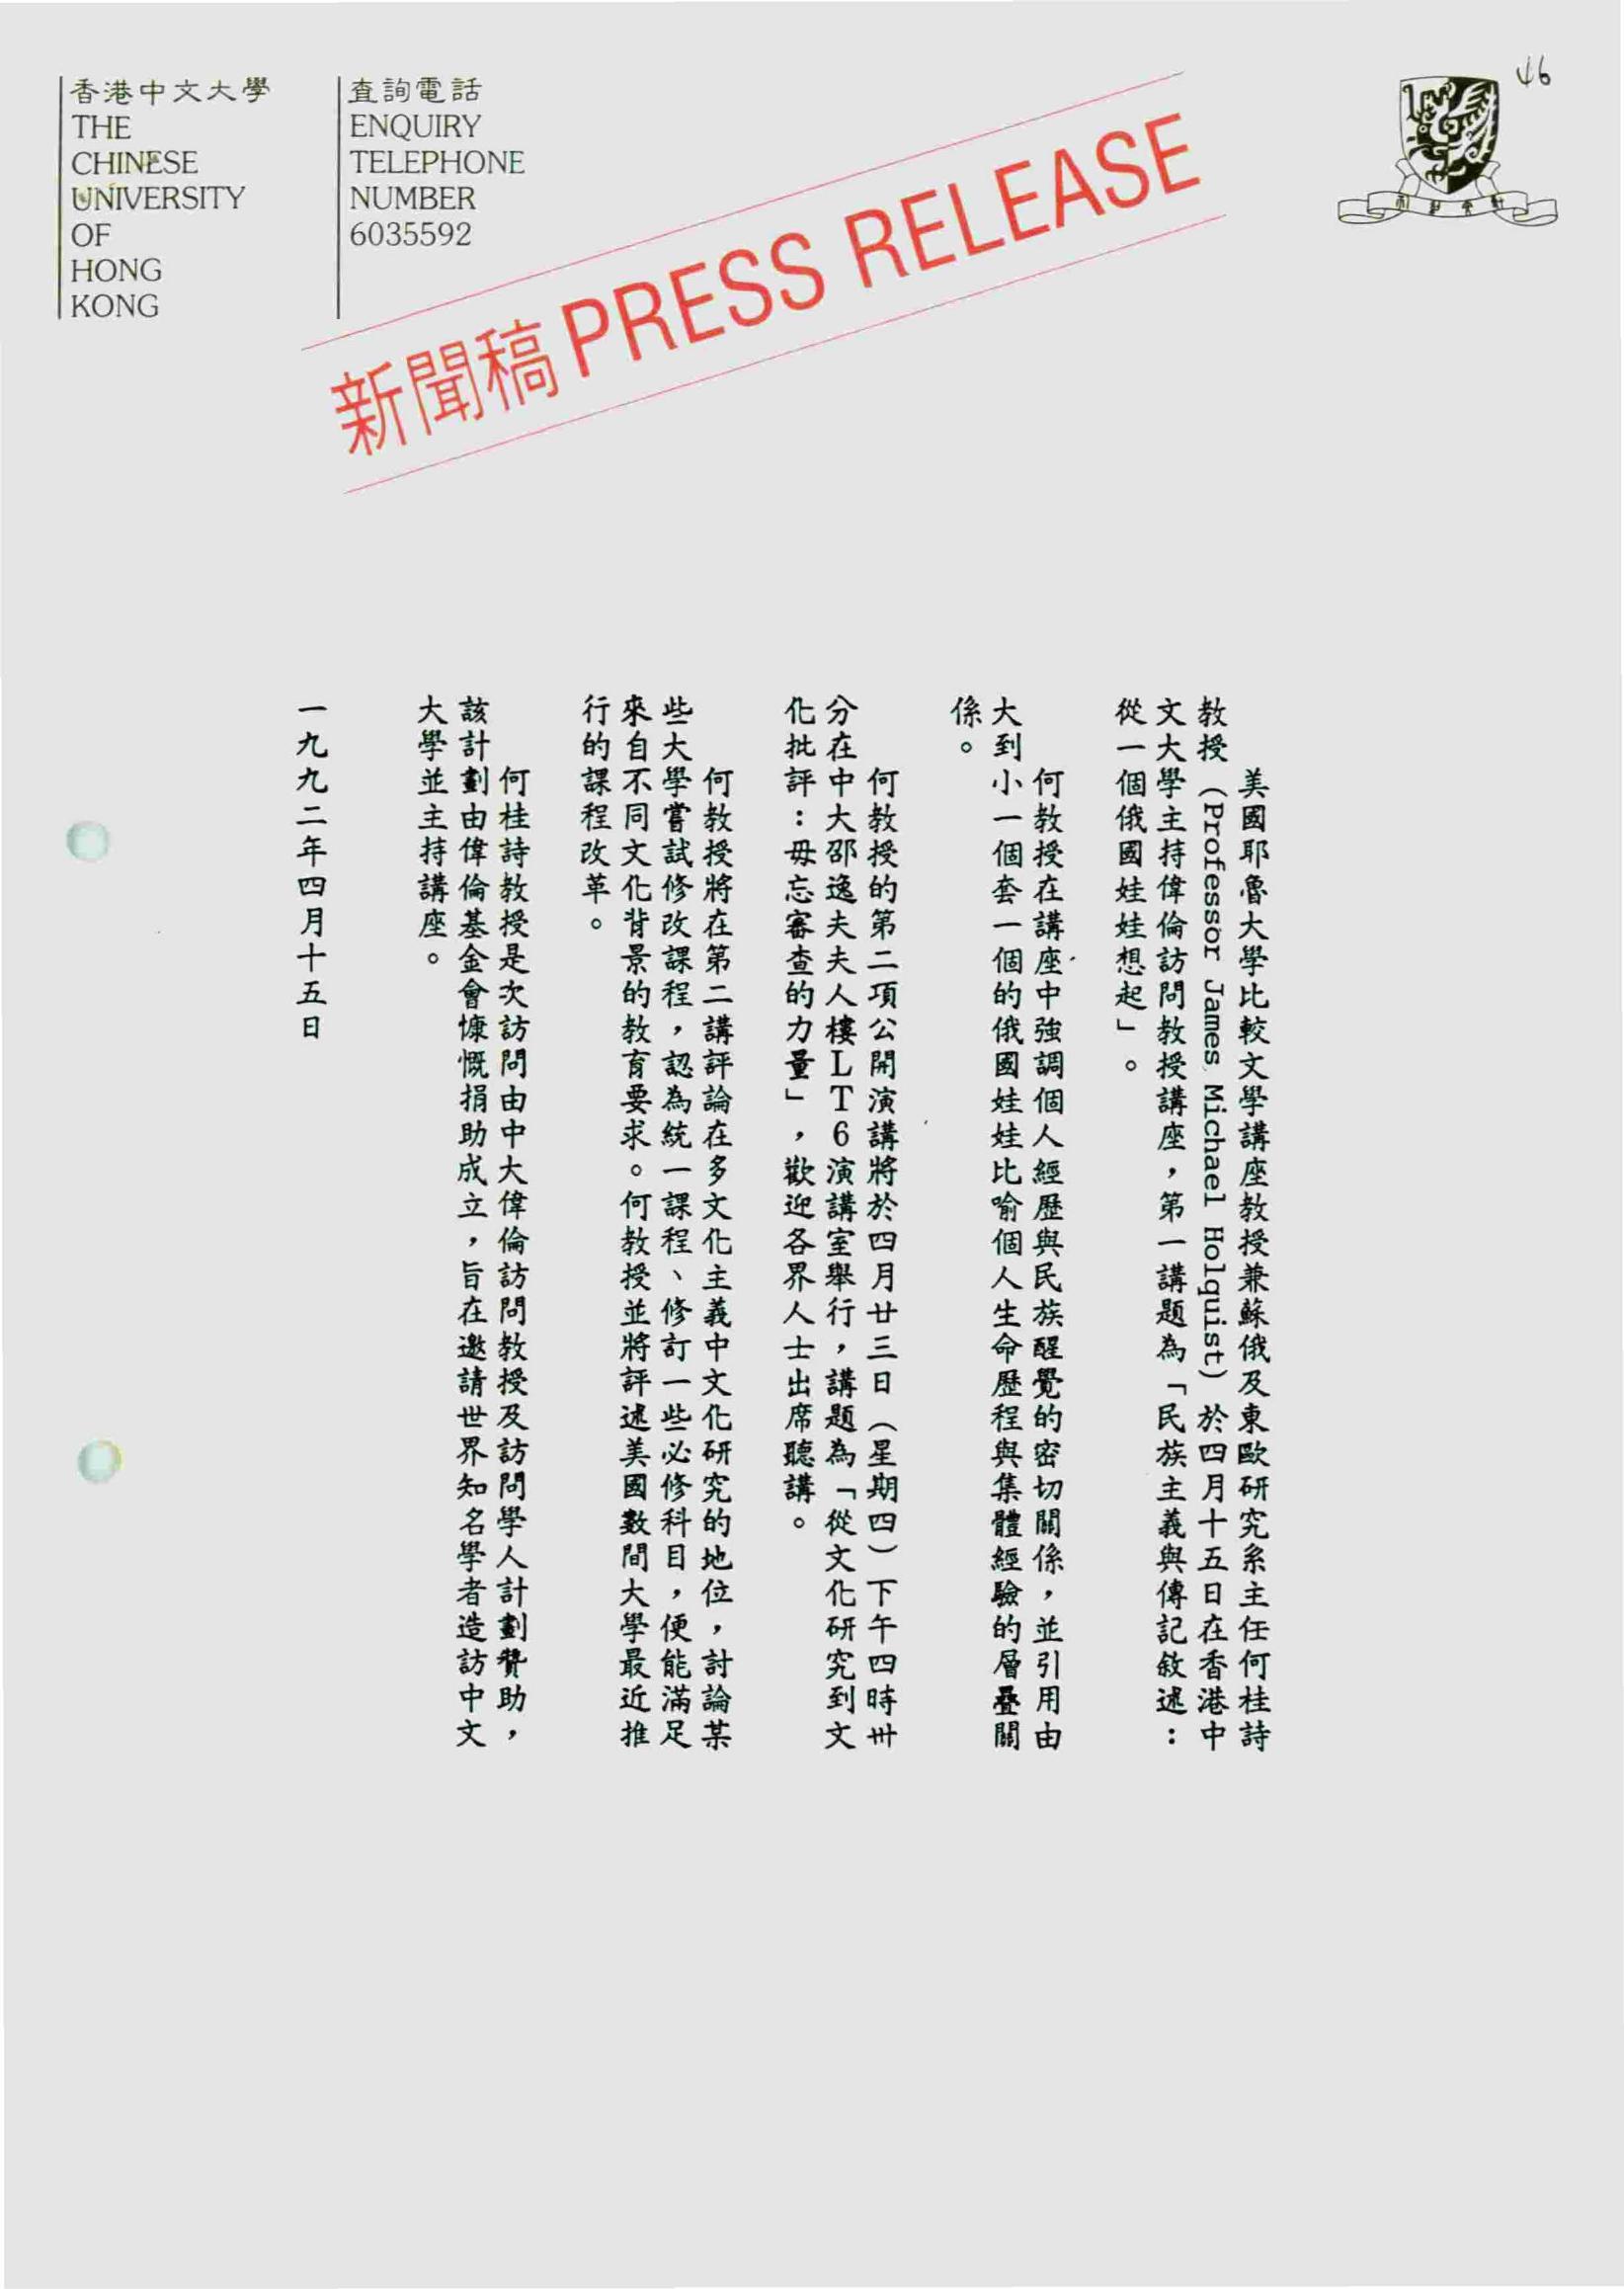 香港中文大學
THE
CHINESE
UNIVERSITY
OF
HONG
KONG
查詢電話
ENQUIRY
TELEPHONE
NUMBER
6035592
46
新聞稿 PRESS RELEASE
美國耶魯大學比較文學講座教授兼蘇俄及東歐研究系主任何桂詩
教授（Professor James Michael Holquist）於四月十五日在香港中
文大學主持偉倫訪問教授講座，第一講題為「民族主義與傳記敘述：
從一個俄國娃娃想起」。
何教授在講座中強調個人經歷與民族醒覺的密切關係，並引用由
大到小一個套一個的俄國娃娃比喻個人生命歷程與集體經驗的層疊關
係。
何教授的第二項公開演講將於四月廿三日（星期四）下午四時卅
分在中大邵逸夫夫人樓LT6演講室舉行，講題為「從文化研究到文
化批評：毋忘審查的力量」，歡迎各界人士出席聽講。
何教授將在第二講評論在多文化主義中文化研究的地位，討論某
些大學嘗試修改課程，認為統一課程、修訂一些必修科目，便能滿足
來自不同文化背景的教育要求。何教授並將評述美國數間大學最近推
行的課程改革。
何桂詩教授是次訪問由中大偉倫訪問教授及訪問學人計劃贊助，
該計劃由偉倫基金會慷慨捐助成立，旨在邀請世界知名學者造訪中文
大學並主持講座。
一九九二年四月十五日